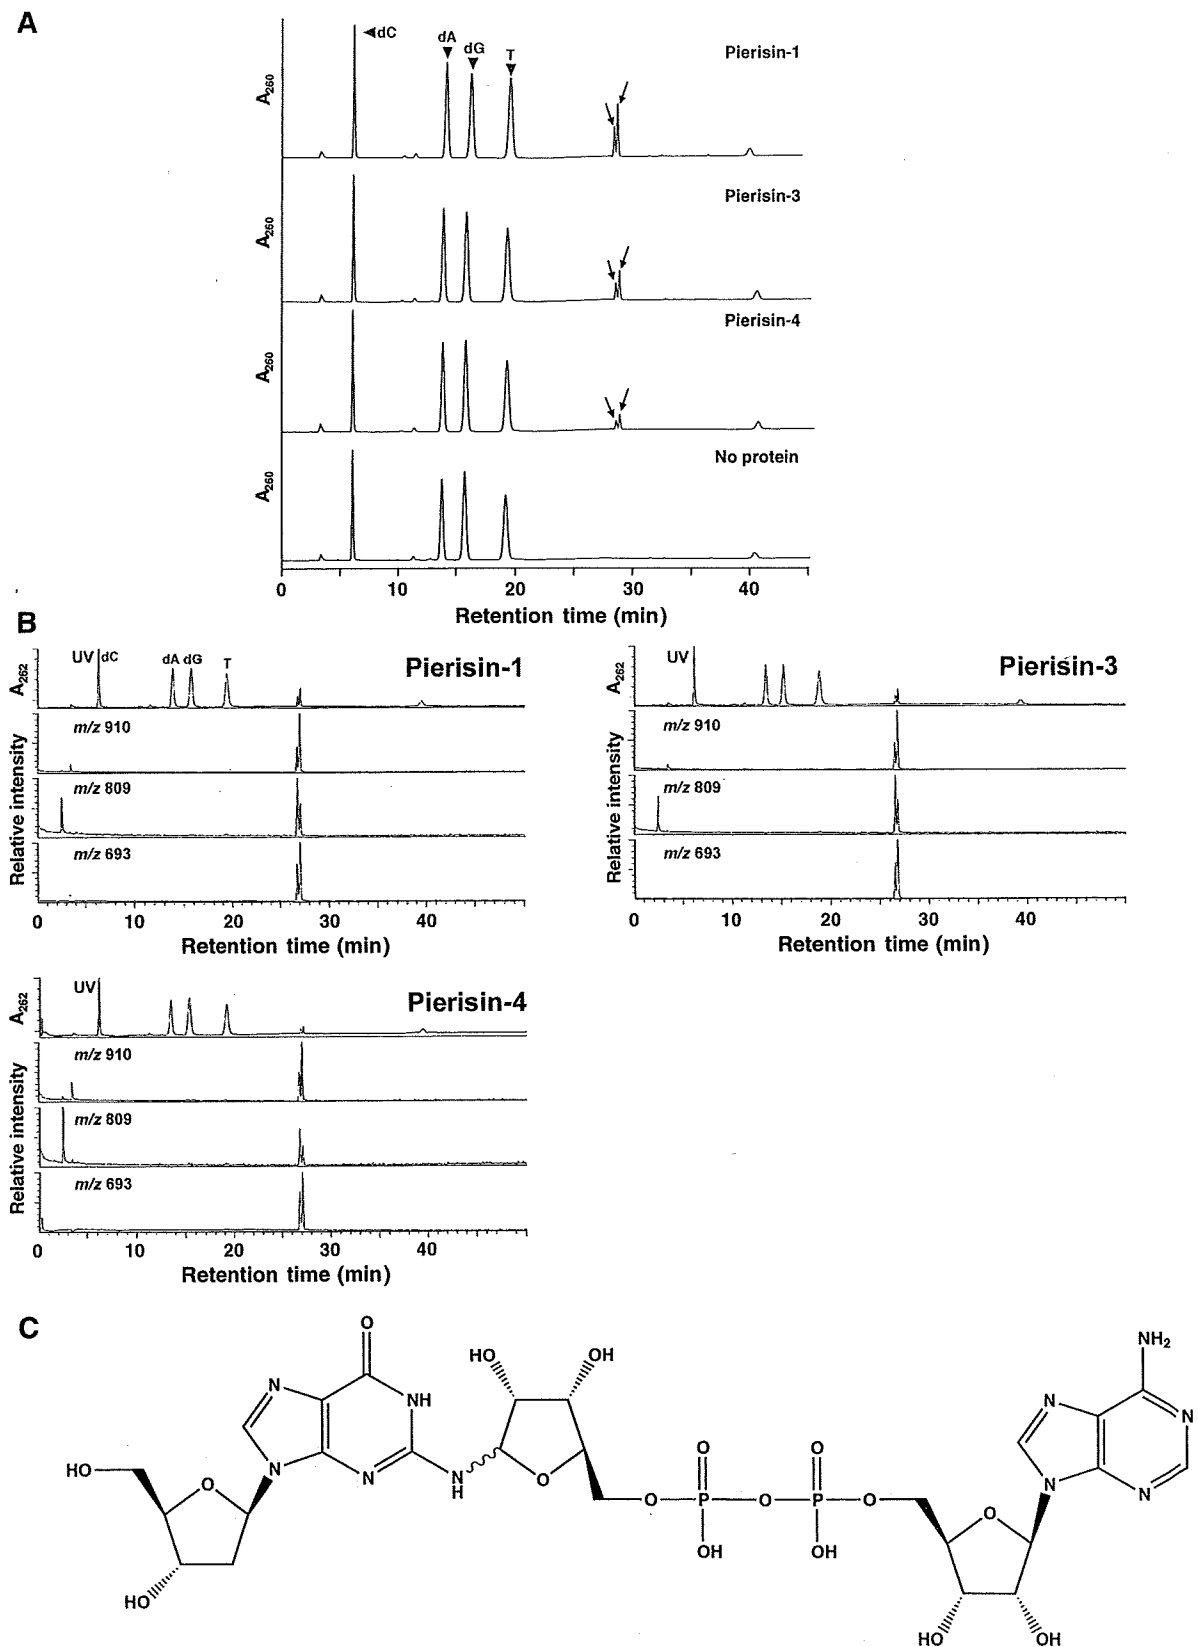 A
dC
dA
dG
T
Pierisin-1
A260
Pierisin-3
A260
Pierisin-4
A260
No protein
A260
0 10 20 30 40
Retention time (min)
B
UV dC dA dG T Pierisin-1
A262
m/z 910
m/z 809
m/z 693
Relative intensity
0 10 20 30 40
Retention time (min)
UV Pierisin-3
A262
m/z 910
m/z 809
m/z 693
Relative intensity
0 10 20 30 40
Retention time (min)
UV Pierisin-4
A262
m/z 910
m/z 809
m/z 693
Relative intensity
0 10 20 30 40
Retention time (min)
C
O
NH2
HO OH
N NH N N
HO O N N N H O O O N N
O P O P O O
OH OH
HO
HO OH